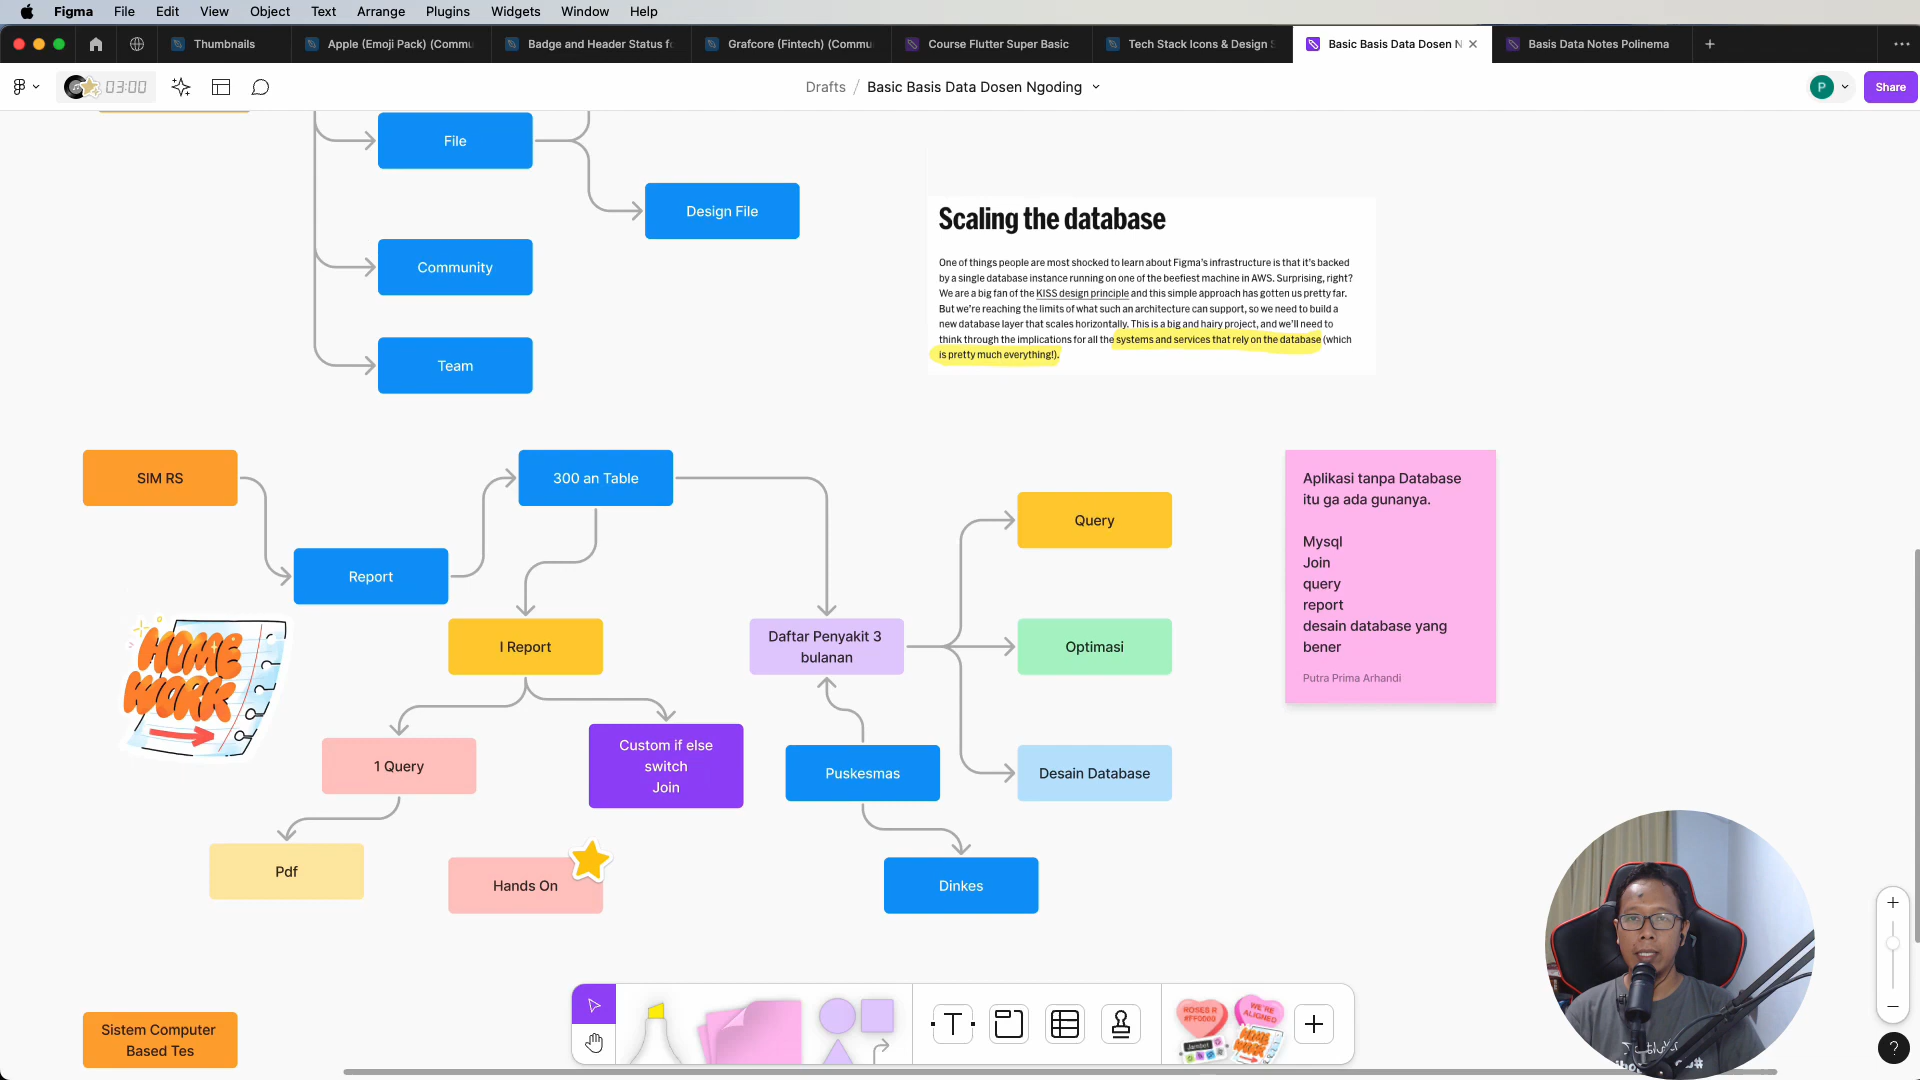 Figma File Edit View Object Text Arrange Plugins Widgets Window Help
Thumbnails
Apple (Emoji Pack) (Commu
Badge and Header Status f
Grafcore (Fintech) (Commu
Course Flutter Super Basic
Tech Stack Icons & Design
Basic Basis Data Dosen N
Basis Data Notes Polinema
03:00
Drafts / Basic Basis Data Dosen Ngoding
P
Share
File
Design File
Community
Team
Scaling the database
One of things people are most shocked to learn about Figma's infrastructure is that it's backed
by a single database instance running on one of the beefiest machine in AWS. Surprising, right?
We are a big fan of the KISS design principle and this simple approach has gotten us pretty far.
But we're reaching the limits of what such an architecture can support, so we need to build a
new database layer that scales horizontally. This is a big and hairy project, and we'll need to
think through the implications for all the systems and services that rely on the database (which
is pretty much everything!).
SIM RS
300 an Table
Report
Query
I Report
Daftar Penyakit 3
bulanan
Optimasi
1 Query
Custom if else
switch
Join
Puskesmas
Desain Database
Pdf
Hands On
Dinkes
HOME
WORK
Aplikasi tanpa Database
itu ga ada gunanya.
Mysql
Join
query
report
desain database yang
bener
Putra Prima Arhandi
Sistem Computer
Based Tes
T
ROSES R
#FF0000
WE'RE
ALIGNED
Jambot
?